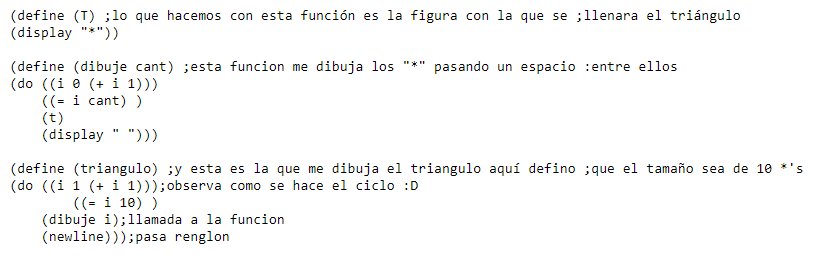 (define (T) ;lo que hacemos con esta función es la figura con la que se ;llenara el triángulo
(display "*"))
(define (dibuje cant) ;esta funcion me dibuja los "*" pasando un espacio :entre ellos
(do ((i 0 (+ i 1)))
((= i cant) )
(t)
(display " ")))
(define (triangulo) ;y esta es la que me dibuja el triangulo aquí defino ;que el tamaño sea de 10 *'s
(do ((i 1 (+ i 1)));observa como se hace el ciclo :D
((= i 10) )
(dibuje i);llamada a la funcion
(newline)));pasa renglon